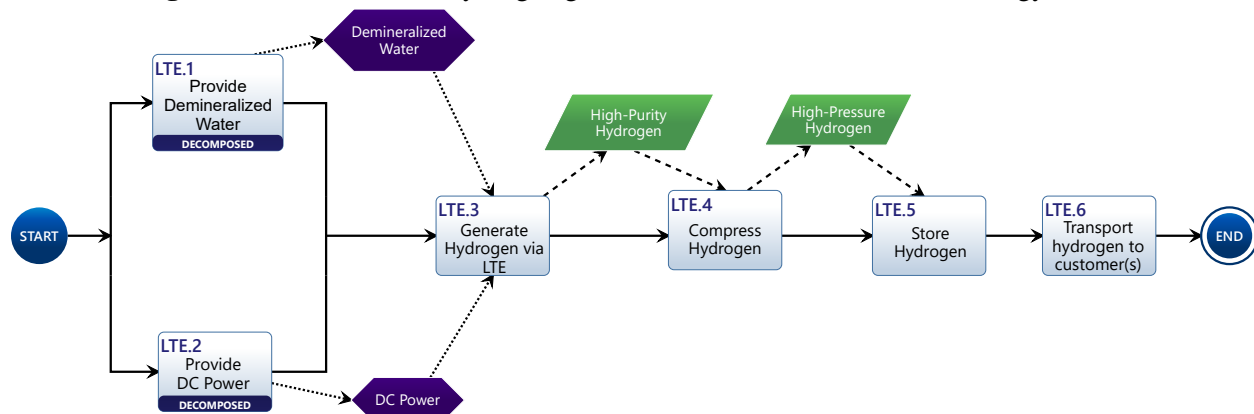 Demineralized
Water
LTE.1
Provide
Demineralized
Water
DECOMPOSED
High-Purity
Hydrogen
High-Pressure
Hydrogen
START
LTE.3
Generate
Hydrogen via
LTE
LTE.4
Compress
Hydrogen
LTE.5
Store
Hydrogen
LTE.6
Transport
hydrogen to
customer(s)
END
LTE.2
Provide
DC Power
DECOMPOSED
DC Power